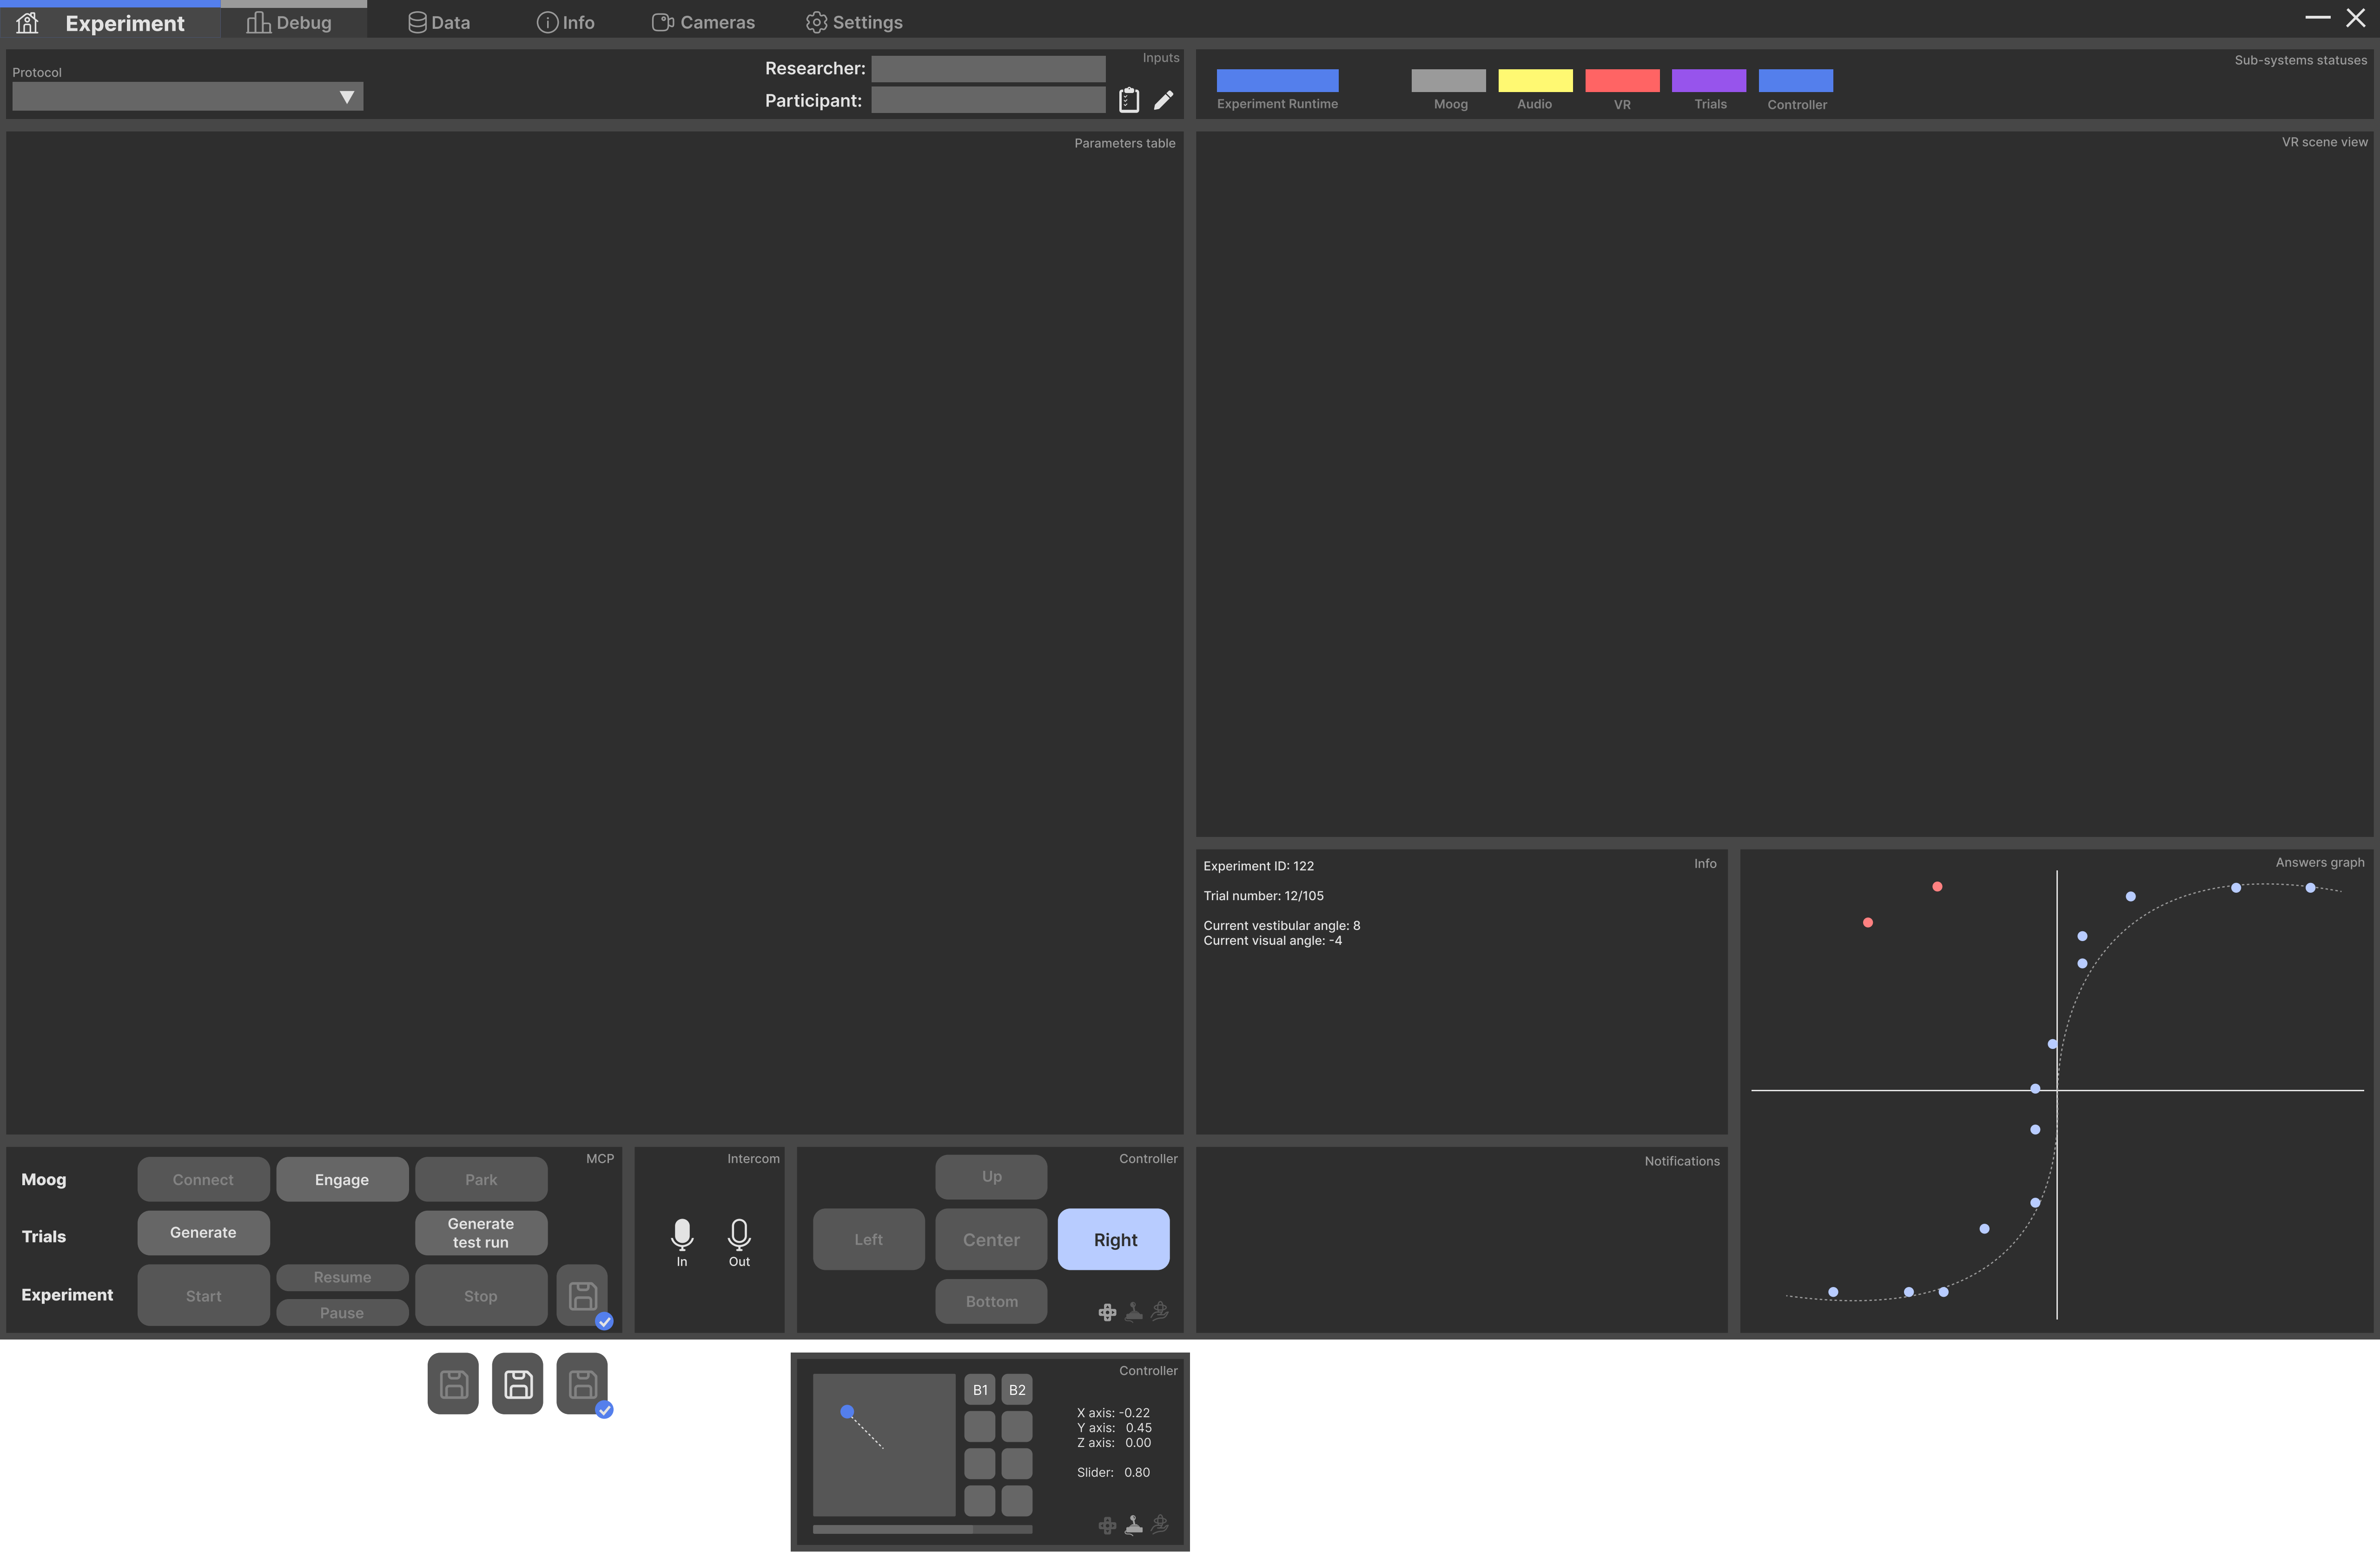 Experiment
Debug
Data
Info
Cameras
Settings
Protocol
Researcher:
Participant:
Inputs
Experiment Runtime
Moog
Audio
VR
Trials
Controller
Sub-systems statuses
Parameters table
VR scene view
Experiment ID: 122
Info
Trial number: 12/105
Current vestibular angle: 8
Current visual angle: -4
Answers graph
MCP
Moog
Connect
Engage
Park
Trials
Generate
Generate
test run
Experiment
Start
Resume
Pause
Stop
Intercom
In
Out
Controller
Up
Left
Center
Right
Bottom
Notifications
Controller
B1
B2
X axis: -0.22
Y axis: 0.45
Z axis: 0.00
Slider: 0.80